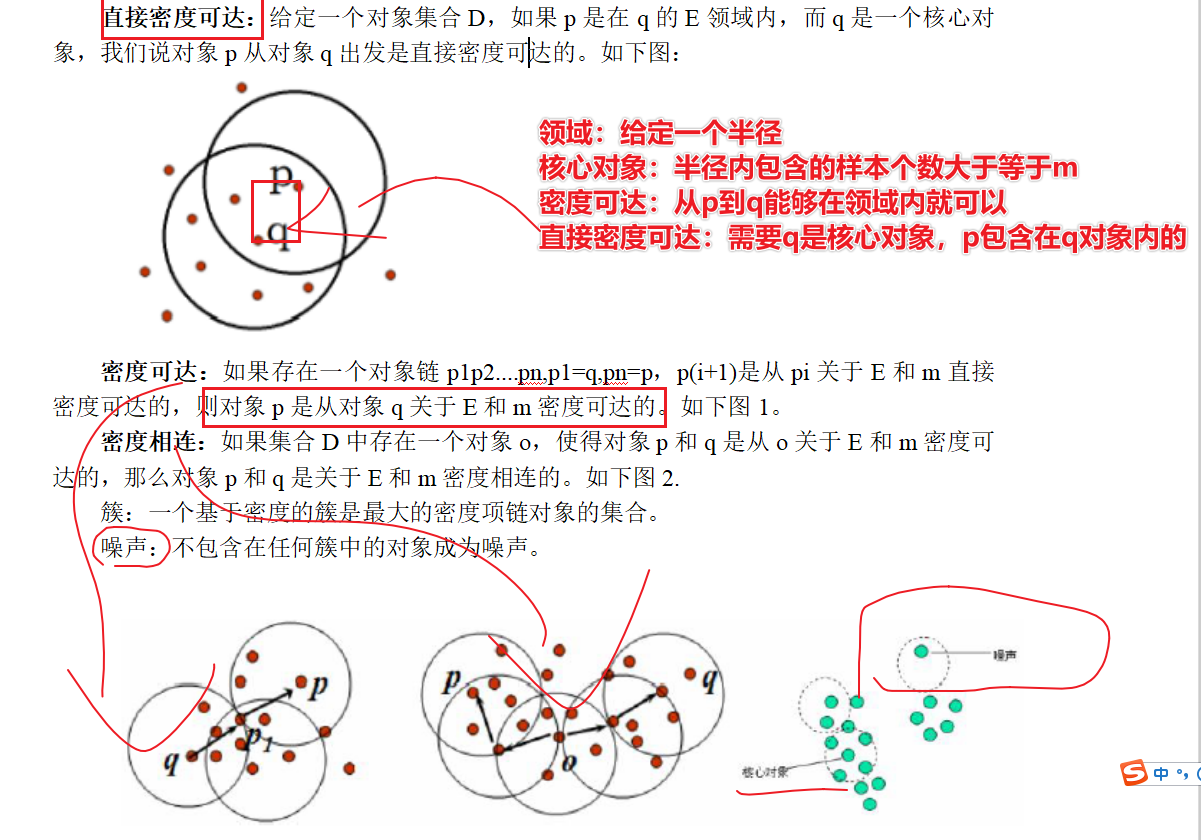 直接密度可达：给定一个对象集合 D，如果 p 是在 q 的 E 领域内，而 q 是一个核心对
象，我们说对象 p 从对象 q 出发是直接密度可达的。如下图：
p
q
领域：给定一个半径
核心对象：半径内包含的样本个数大于等于m
密度可达：从p到q能够在领域内就可以
直接密度可达：需要q是核心对象，p包含在q对象内的
密度可达：如果存在一个对象链 p1p2....pn,p1=q,pn=p，p(i+1)是从 pi 关于 E 和 m 直接
密度可达的，则对象 p 是从对象 q 关于 E 和 m 密度可达的。如下图 1。
密度相连：如果集合 D 中存在一个对象 o，使得对象 p 和 q 是从 o 关于 E 和 m 密度可
达的，那么对象 p 和 q 是关于 E 和 m 密度相连的。如下图 2.
簇：一个基于密度的簇是最大的密度项链对象的集合。
噪声：不包含在任何簇中的对象成为噪声。
p
p1
q
p
q
o
噪声
核心对象
S中